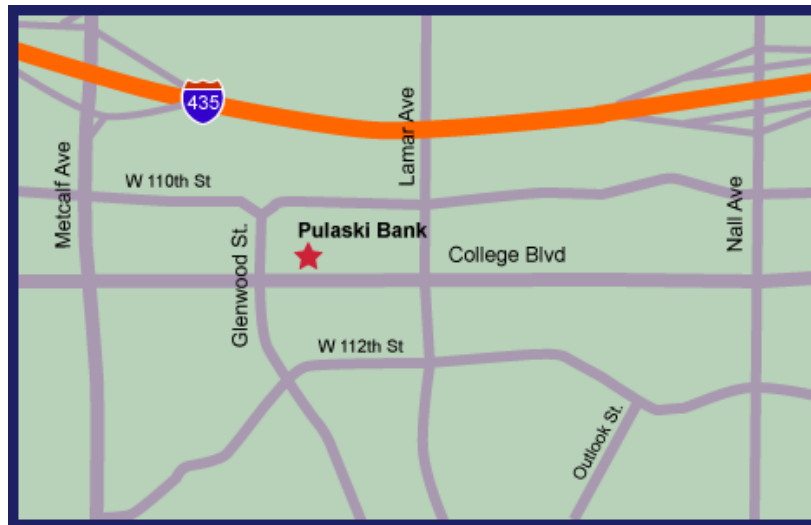 435
Lamar Ave
Metcalf Ave
W 110th St
Nall Ave
Glenwood St.
Pulaski Bank
College Blvd
W 112th St
Outlook St.